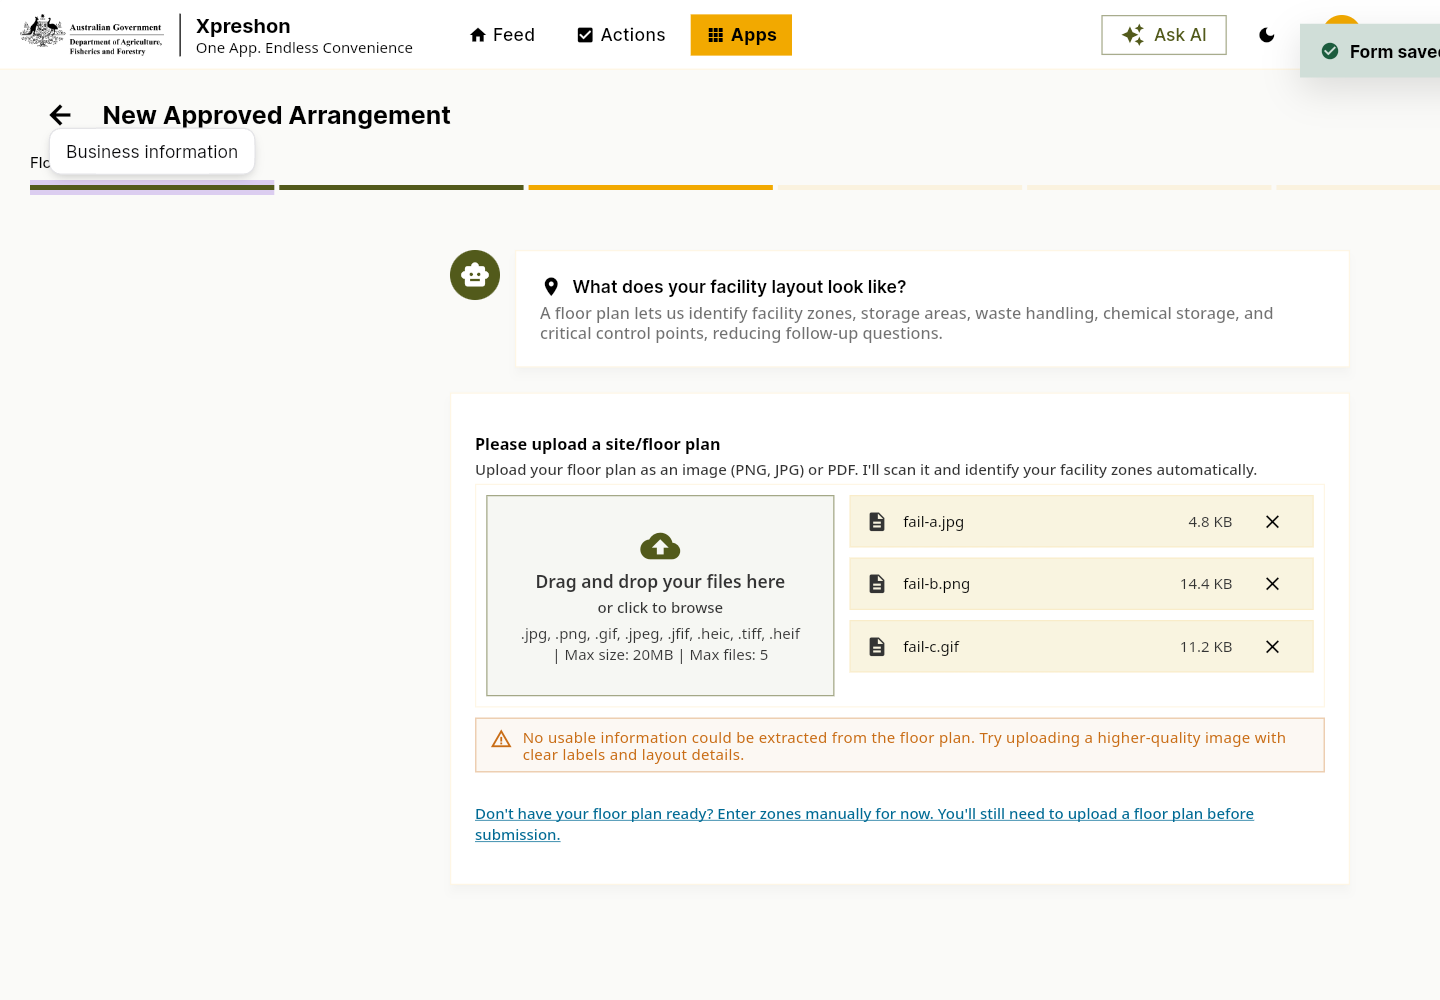 Australian Government
Department of Agriculture,
Fisheries and Forestry
Xpreshon
One App. Endless Convenience
Feed
Actions
Apps
Ask AI
Form save
New Approved Arrangement
Business information
What does your facility layout look like?
A floor plan lets us identify facility zones, storage areas, waste handling, chemical storage, and
critical control points, reducing follow-up questions.
Please upload a site/floor plan
Upload your floor plan as an image (PNG, JPG) or PDF. I'll scan it and identify your facility zones automatically.
Drag and drop your files here
or click to browse
.jpg, .png, .gif, .jpeg, .jfif, .heic, .tiff, .heif
| Max size: 20MB | Max files: 5
fail-a.jpg
4.8 KB
fail-b.png
14.4 KB
fail-c.gif
11.2 KB
No usable information could be extracted from the floor plan. Try uploading a higher-quality image with
clear labels and layout details.
Don't have your floor plan ready? Enter zones manually for now. You'll still need to upload a floor plan before
submission.